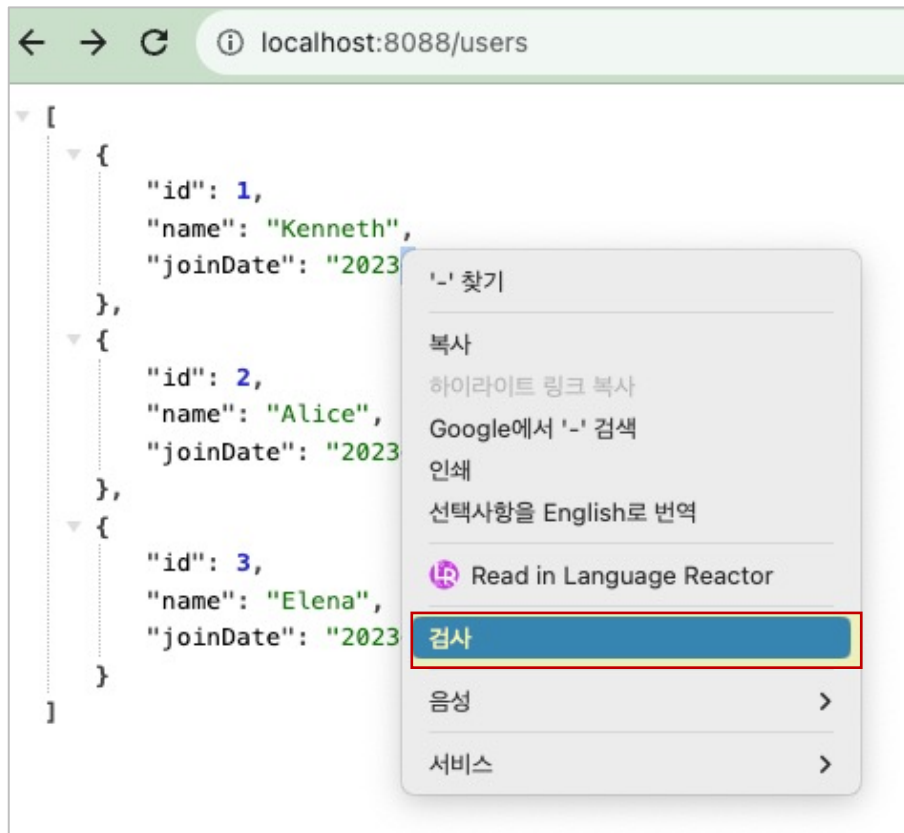 localhost:8088/users
[
{
"id": 1,
"name": "Kenneth",
"joinDate": "2023
},
{
"id": 2,
"name": "Alice",
"joinDate": "2023
},
{
"id": 3,
"name": "Elena",
"joinDate": "2023
}
]
'-' 찾기
복사
하이라이트 링크 복사
Google에서 '-' 검색
인쇄
선택사항을 English로 번역
LR Read in Language Reactor
검사
음성
서비스